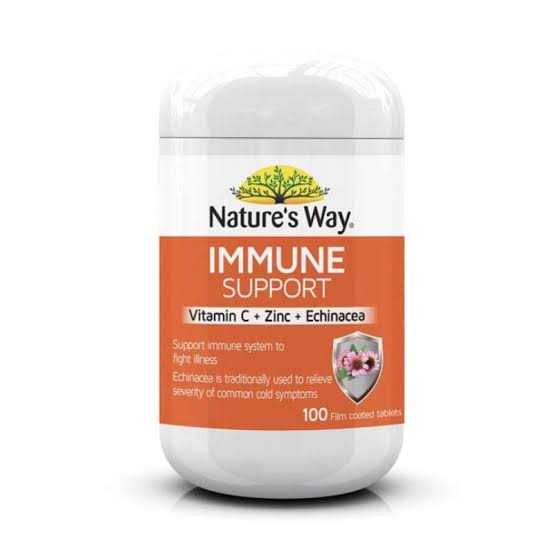 Nature's Way®
IMMUNE
SUPPORT
Vitamin C + Zinc + Echinacea
Support immune system to
fight illness
Echinacea is traditionally used to relieve
severity of common cold symptoms
100 Film coated tablets